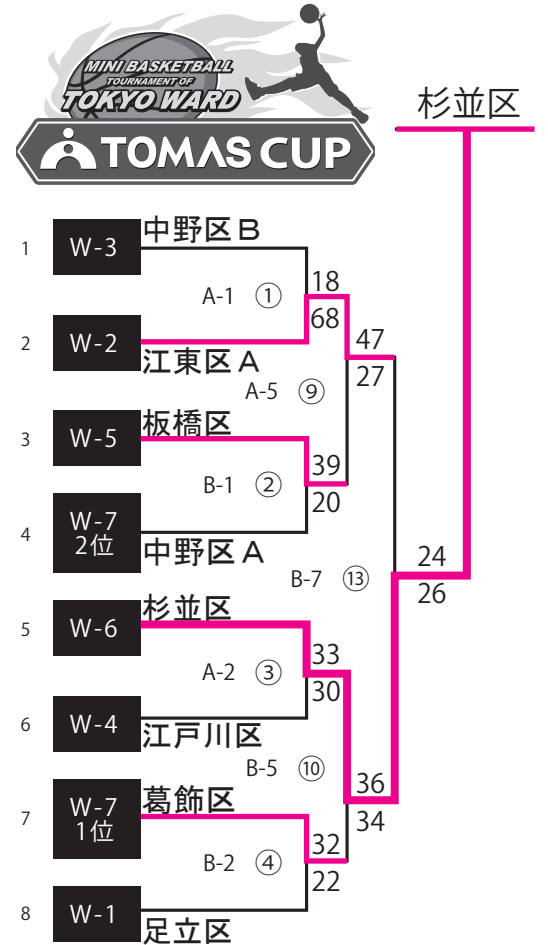 MINI BASKETBALL
TOURNAMENT OF
TOKYO WARD
TOMAS CUP
杉並区
1 W-3 中野区B
A-1 ① 18
68
2 W-2 江東区A
47
27
A-5 ⑨
3 W-5 板橋区
B-1 ② 39
20
4 W-7 2位 中野区A
B-7 ⑬ 24
26
5 W-6 杉並区
A-2 ③ 33
30
6 W-4 江戸川区
B-5 ⑩ 36
34
7 W-7 1位 葛飾区
B-2 ④ 32
22
8 W-1 足立区